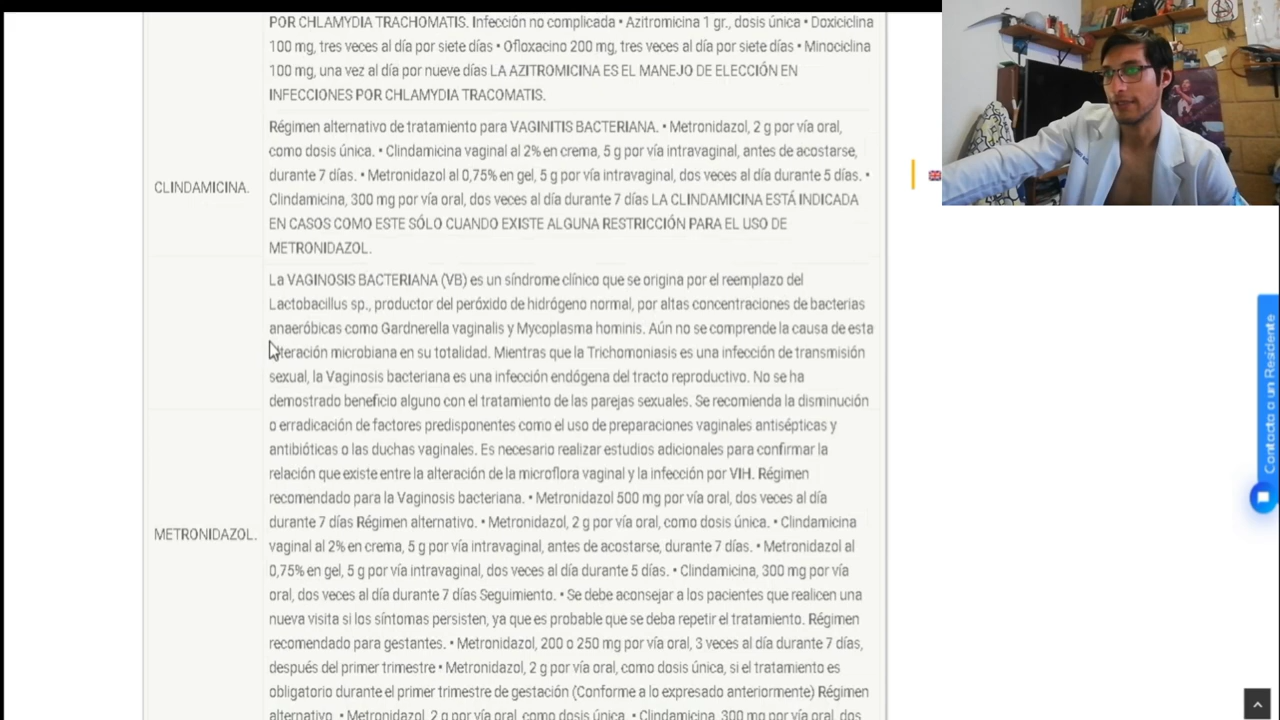 POR CHLAMYDIA TRACHOMATIS. Infección no complicada • Azitromicina 1 gr., dosis única • Doxiciclina
100 mg, tres veces al día por siete días • Ofloxacino 200 mg, tres veces al día por siete días • Minociclina
100 mg, una vez al día por nueve días LA AZITROMICINA ES EL MANEJO DE ELECCIÓN EN
INFECCIONES POR CHLAMYDIA TRACOMATIS.
CLINDAMICINA.
Régimen alternativo de tratamiento para VAGINITIS BACTERIANA. • Metronidazol, 2 g por vía oral,
como dosis única. • Clindamicina vaginal al 2% en crema, 5 g por vía intravaginal, antes de acostarse,
durante 7 días. • Metronidazol al 0,75% en gel, 5 g por vía intravaginal, dos veces al día durante 5 días. •
Clindamicina, 300 mg por vía oral, dos veces al día durante 7 días LA CLINDAMICINA ESTÁ INDICADA
EN CASOS COMO ESTE SÓLO CUANDO EXISTE ALGUNA RESTRICCIÓN PARA EL USO DE
METRONIDAZOL.
METRONIDAZOL.
La VAGINOSIS BACTERIANA (VB) es un síndrome clínico que se origina por el reemplazo del
Lactobacillus sp., productor del peróxido de hidrógeno normal, por altas concentraciones de bacterias
anaeróbicas como Gardnerella vaginalis y Mycoplasma hominis. Aún no se comprende la causa de esta
lteración microbiana en su totalidad. Mientras que la Trichomoniasis es una infección de transmisión
sexual, la Vaginosis bacteriana es una infección endógena del tracto reproductivo. No se ha
demostrado beneficio alguno con el tratamiento de las parejas sexuales. Se recomienda la disminución
o erradicación de factores predisponentes como el uso de preparaciones vaginales antisépticas y
antibióticas o las duchas vaginales. Es necesario realizar estudios adicionales para confirmar la
relación que existe entre la alteración de la microflora vaginal y la infección por VIH. Régimen
recomendado para la Vaginosis bacteriana. • Metronidazol 500 mg por vía oral, dos veces al día
durante 7 días Régimen alternativo. • Metronidazol, 2 g por vía oral, como dosis única. • Clindamicina
vaginal al 2% en crema, 5 g por vía intravaginal, antes de acostarse, durante 7 días. • Metronidazol al
0,75% en gel, 5 g por vía intravaginal, dos veces al día durante 5 días. • Clindamicina, 300 mg por vía
oral, dos veces al día durante 7 días Seguimiento. • Se debe aconsejar a los pacientes que realicen una
nueva visita si los síntomas persisten, ya que es probable que se deba repetir el tratamiento. Régimen
recomendado para gestantes. • Metronidazol, 200 o 250 mg por vía oral, 3 veces al día durante 7 días,
después del primer trimestre • Metronidazol, 2 g por vía oral, como dosis única, si el tratamiento es
obligatorio durante el primer trimestre de gestación (Conforme a lo expresado anteriormente) Régimen
alternativo. • Metronidazol, 2 g por vía oral, como dosis única. • Clindamicina, 300 mg por vía oral, dos
Contacta a un Residente